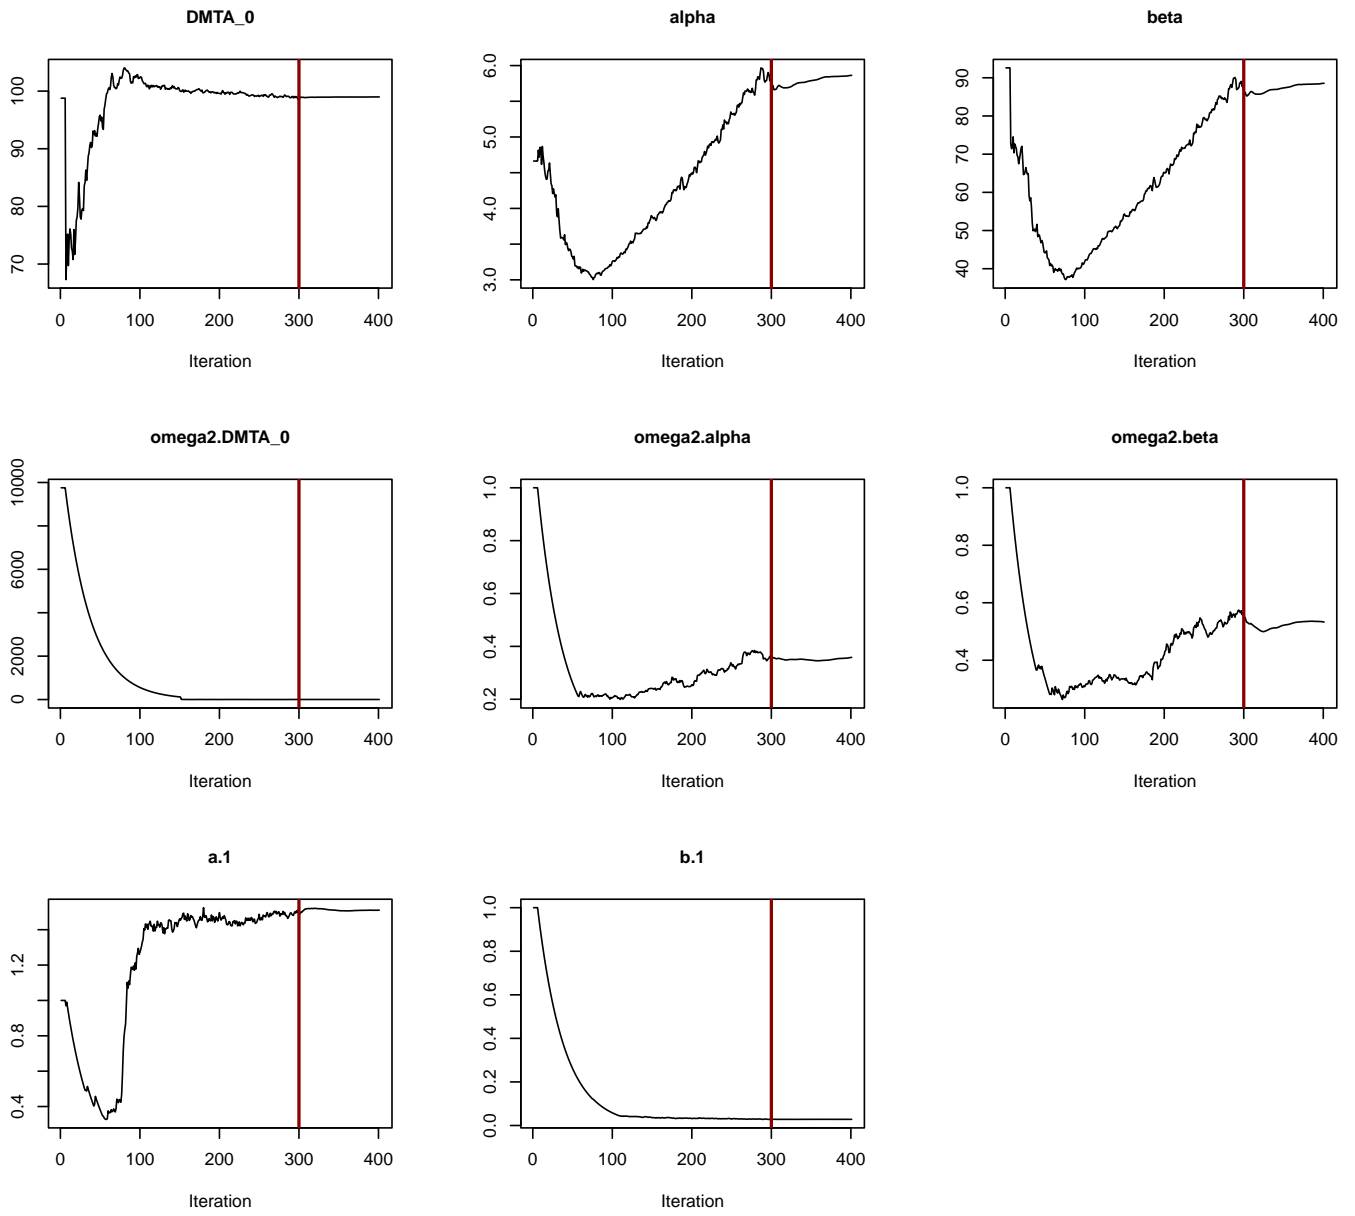 DMTA_0
70 80 90 100
0 100 200 300 400
Iteration
alpha
3.0 4.0 5.0 6.0
0 100 200 300 400
Iteration
beta
40 50 60 70 80 90
0 100 200 300 400
Iteration
omega2.DMTA_0
0 2000 6000 10000
0 100 200 300 400
Iteration
omega2.alpha
0.2 0.4 0.6 0.8 1.0
0 100 200 300 400
Iteration
omega2.beta
0.4 0.6 0.8 1.0
0 100 200 300 400
Iteration
a.1
0.4 0.8 1.2
0 100 200 300 400
Iteration
b.1
0.0 0.2 0.4 0.6 0.8 1.0
0 100 200 300 400
Iteration